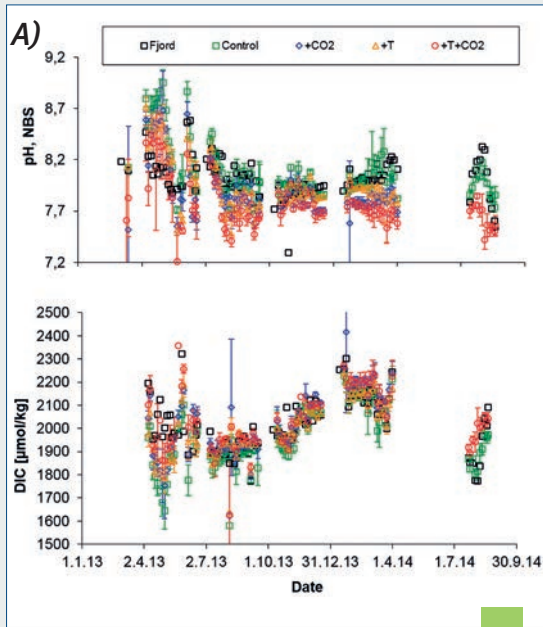 A)
Fjord Control +CO2 +T +T+CO2
9,2
8,7
8,2
7,7
7,2
pH, NBS
2500
2400
2300
2200
2100
2000
1900
1800
1700
1600
1500
DIC [µmol/kg]
1.1.13 2.4.13 2.7.13 1.10.13 31.12.13 1.4.14 1.7.14 30.9.14
Date